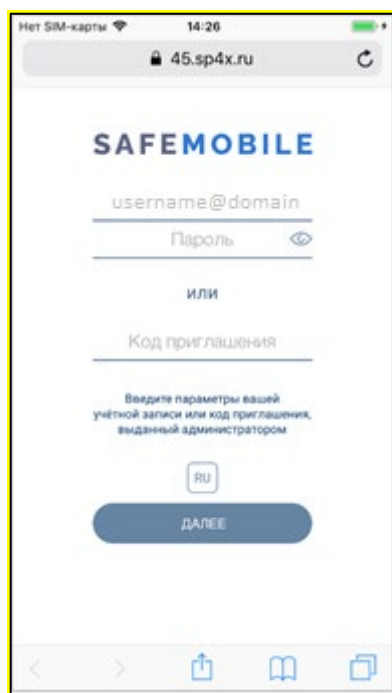 Нет SIM-карты 14:26
45.sp4x.ru
SAFEMOBILE
username@domain
Пароль
или
Код приглашения
Введите параметры вашей
учётной записи или код приглашения,
выданный администратором
RU
ДАЛЕЕ